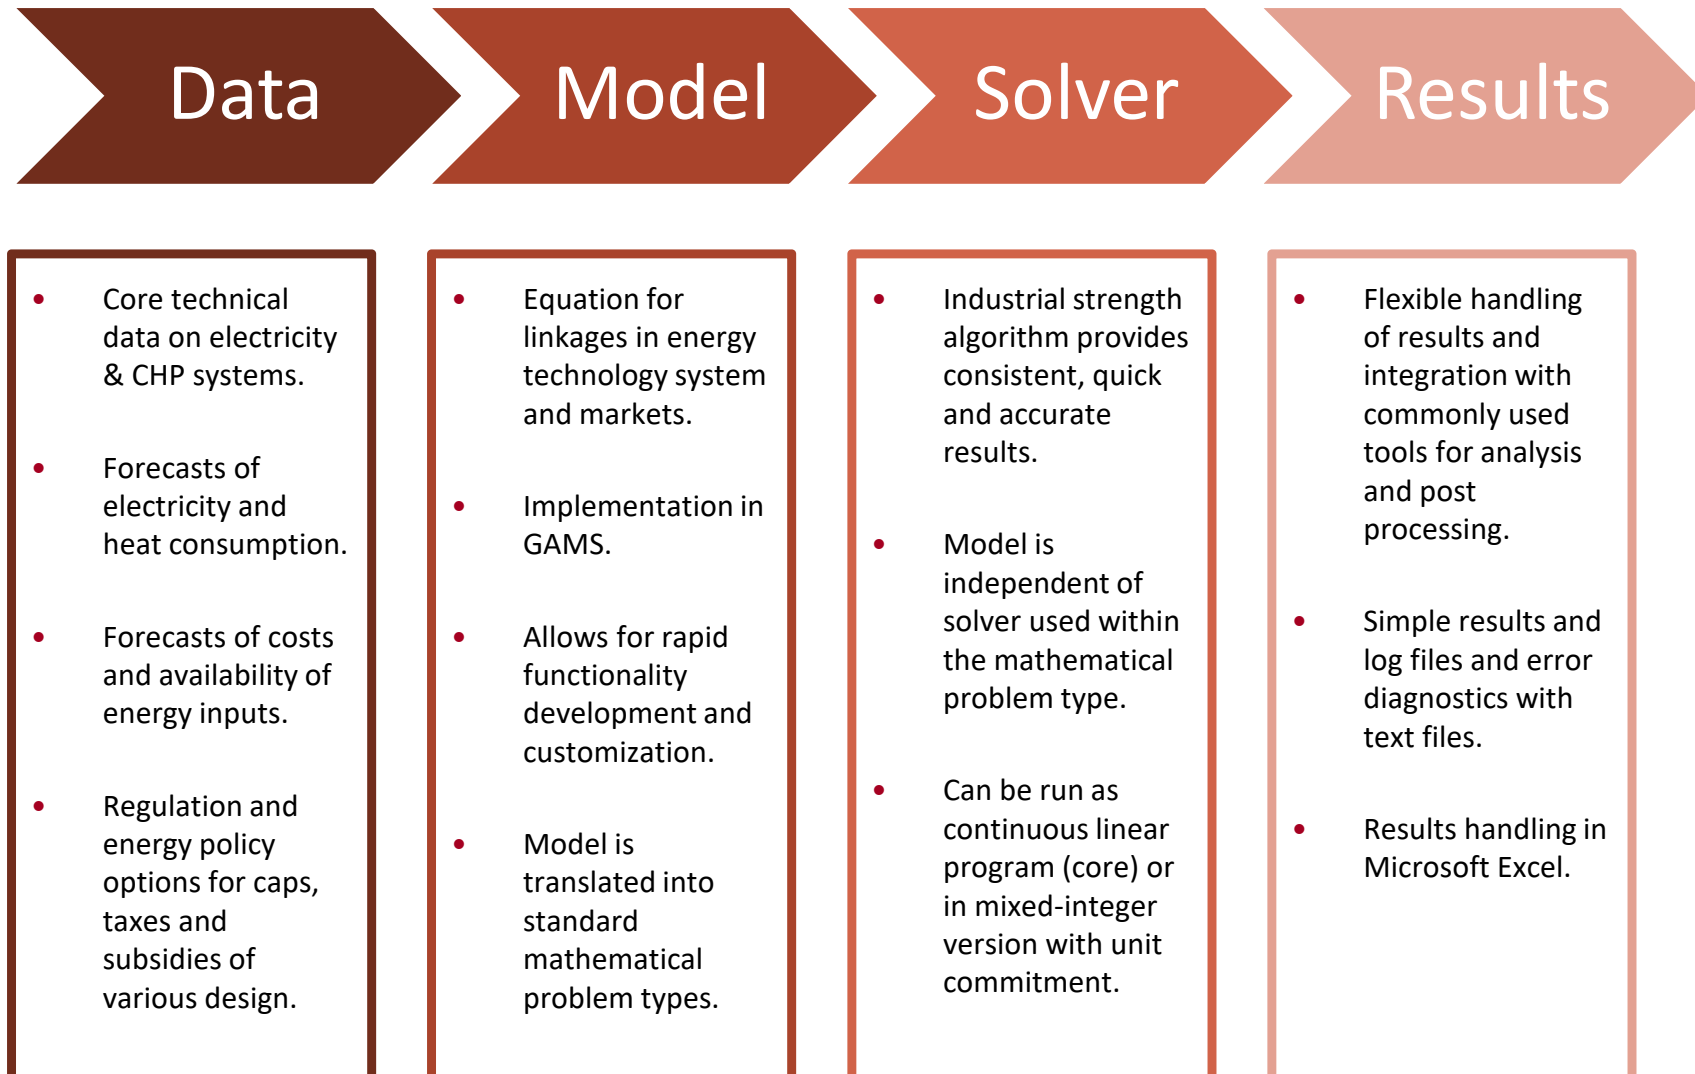 Data
Model
Solver
Results
• Core technical
data on electricity
& CHP systems.
• Forecasts of
electricity and
heat consumption.
• Forecasts of costs
and availability of
energy inputs.
• Regulation and
energy policy
options for caps,
taxes and
subsidies of
various design.
• Equation for
linkages in energy
technology system
and markets.
• Implementation in
GAMS.
• Allows for rapid
functionality
development and
customization.
• Model is
translated into
standard
mathematical
problem types.
• Industrial strength
algorithm provides
consistent, quick
and accurate
results.
• Model is
independent of
solver used within
the mathematical
problem type.
• Can be run as
continuous linear
program (core) or
in mixed-integer
version with unit
commitment.
• Flexible handling
of results and
integration with
commonly used
tools for analysis
and post
processing.
• Simple results and
log files and error
diagnostics with
text files.
• Results handling in
Microsoft Excel.